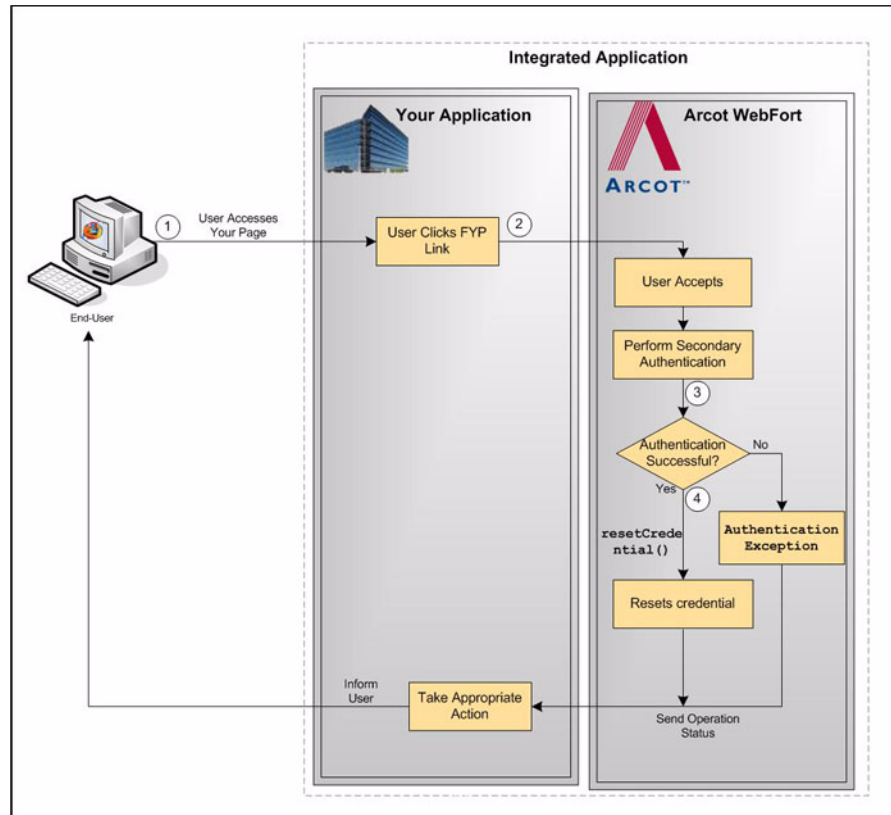 Integrated Application
Your Application
Arcot WebFort
ARCOT™
1
User Accesses
Your Page
User Clicks FYP
Link
2
User Accepts
End-User
Perform Secondary
Authentication
3
Authentication
Successful?
No
Yes
4
resetCrede
ntial()
Authentication
Exception
Resets credential
Inform
User
Take Appropriate
Action
Send Operation
Status